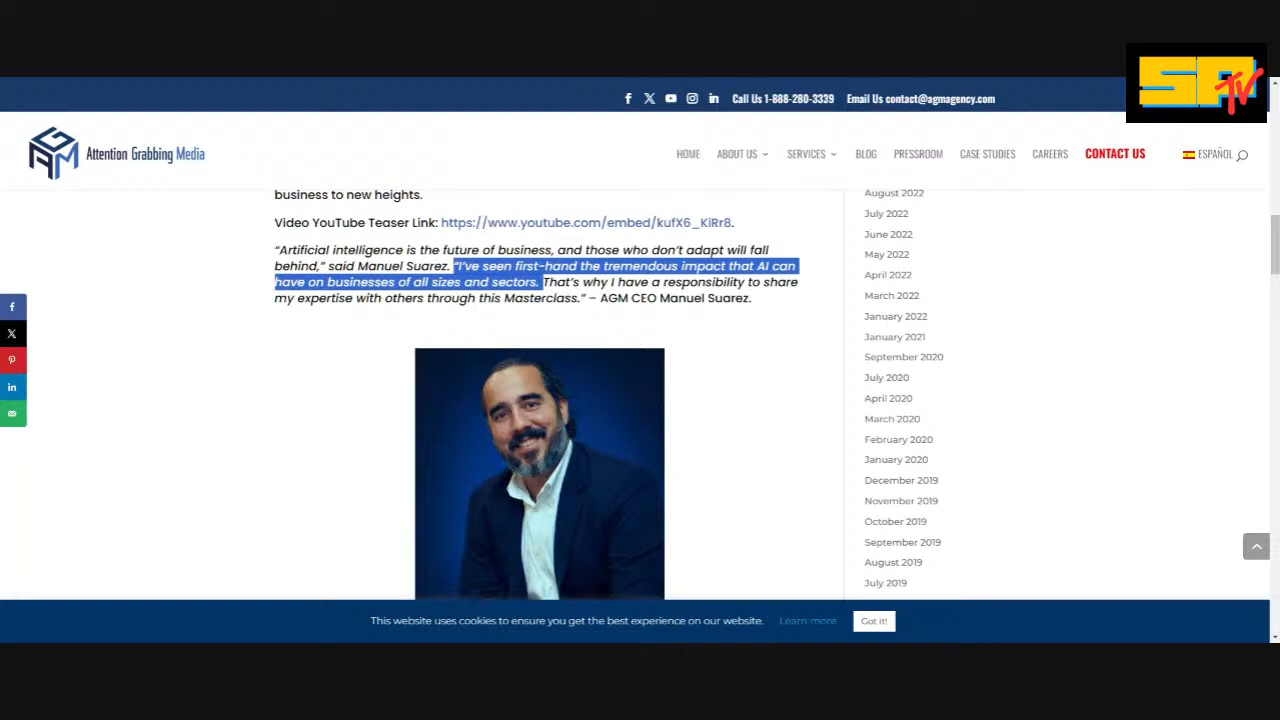 SPTV
Call Us 1-888-280-3339 Email Us contact@agmagency.com
AGM Attention Grabbing Media
HOME ABOUT US SERVICES BLOG PRESSROOM CASE STUDIES CAREERS CONTACT US ESPAÑOL
business to new heights.
Video YouTube Teaser Link: https://www.youtube.com/embed/kufX6_KiRr8.
“Artificial intelligence is the future of business, and those who don’t adapt will fall
behind,” said Manuel Suarez. “I’ve seen first-hand the tremendous impact that AI can
have on businesses of all sizes and sectors. That’s why I have a responsibility to share
my expertise with others through this Masterclass.” – AGM CEO Manuel Suarez.
August 2022
July 2022
June 2022
May 2022
April 2022
March 2022
January 2022
January 2021
September 2020
July 2020
April 2020
March 2020
February 2020
January 2020
December 2019
November 2019
October 2019
September 2019
August 2019
July 2019
This website uses cookies to ensure you get the best experience on our website. Learn more Got it!